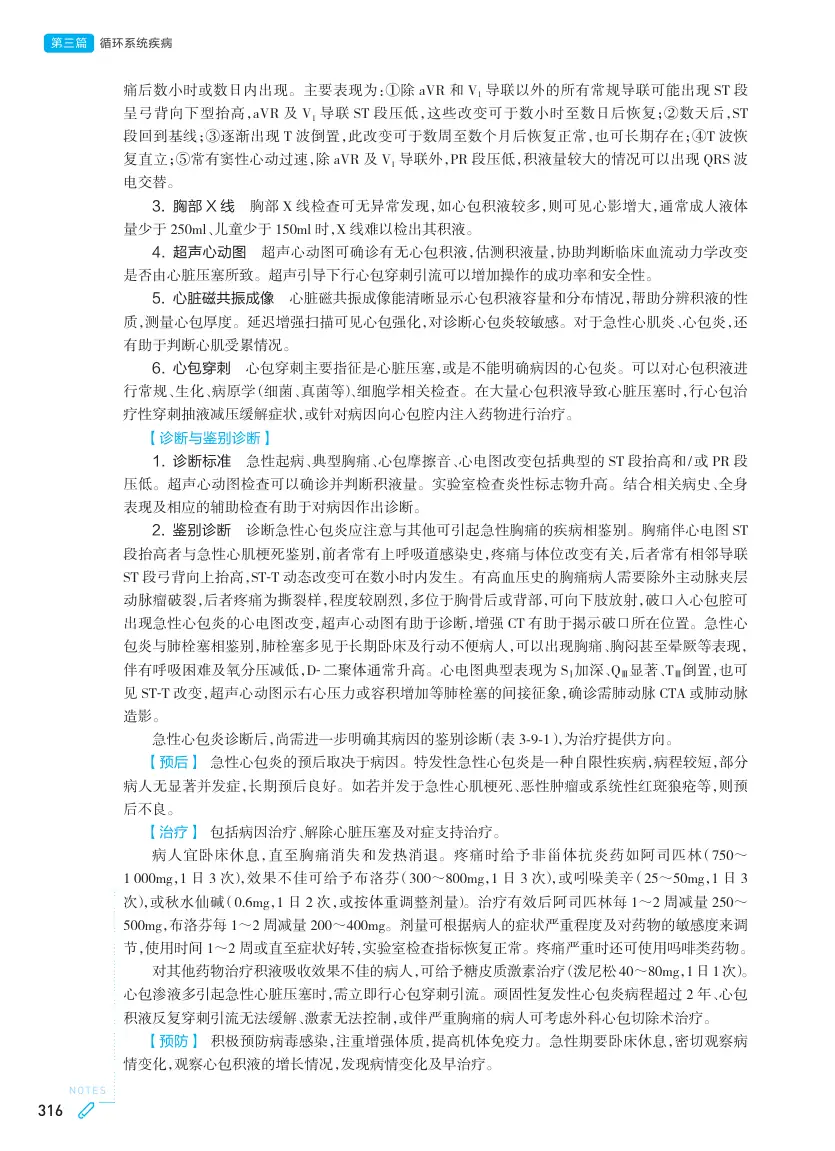 第三篇 循环系统疾病
痛后数小时或数日内出现。主要表现为:①除 aVR 和 V₁ 导联以外的所有常规导联可能出现 ST 段
呈弓背向下型抬高,aVR 及 V₁ 导联 ST 段压低,这些改变可于数小时至数日后恢复;②数天后,ST
段回到基线;③逐渐出现 T 波倒置,此改变可于数周至数个月后恢复正常,也可长期存在;④T 波恢
复直立;⑤常有窦性心动过速,除 aVR 及 V₁ 导联外,PR 段压低,积液量较大的情况可以出现 QRS 波
电交替。
3. 胸部 X 线 胸部 X 线检查可无异常发现,如心包积液较多,则可见心影增大,通常成人液体
量少于 250ml、儿童少于 150ml 时,X 线难以检出其积液。
4. 超声心动图 超声心动图可确诊有无心包积液,估测积液量,协助判断临床血流动力学改变
是否由心脏压塞所致。超声引导下行心包穿刺引流可以增加操作的成功率和安全性。
5. 心脏磁共振成像 心脏磁共振成像能清晰显示心包积液容量和分布情况,帮助分辨积液的性
质,测量心包厚度。延迟增强扫描可见心包强化,对诊断心包炎较敏感。对于急性心肌炎、心包炎,还
有助于判断心肌受累情况。
6. 心包穿刺 心包穿刺主要指征是心脏压塞,或是不能明确病因的心包炎。可以对心包积液进
行常规、生化、病原学(细菌、真菌等)、细胞学相关检查。在大量心包积液导致心脏压塞时,行心包治
疗性穿刺抽液减压缓解症状,或针对病因向心包腔内注入药物进行治疗。
【诊断与鉴别诊断】
1. 诊断标准 急性起病、典型胸痛、心包摩擦音、心电图改变包括典型的 ST 段抬高和/或 PR 段
压低。超声心动图检查可以确诊并判断积液量。实验室检查炎性标志物升高。结合相关病史、全身
表现及相应的辅助检查有助于对病因作出诊断。
2. 鉴别诊断 诊断急性心包炎应注意与其他可引起急性胸痛的疾病相鉴别。胸痛伴心电图 ST
段抬高者与急性心肌梗死鉴别,前者常有上呼吸道感染史,疼痛与体位改变有关,后者常有相邻导联
ST 段弓背向上抬高,ST-T 动态改变可在数小时内发生。有高血压史的胸痛病人需要除外主动脉夹层
动脉瘤破裂,后者疼痛为撕裂样,程度较剧烈,多位于胸骨后或背部,可向下肢放射,破口入心包腔可
出现急性心包炎的心电图改变,超声心动图有助于诊断,增强 CT 有助于揭示破口所在位置。急性心
包炎与肺栓塞相鉴别,肺栓塞多见于长期卧床及行动不便病人,可以出现胸痛、胸闷甚至晕厥等表现,
伴有呼吸困难及氧分压减低,D- 二聚体通常升高。心电图典型表现为 SⅠ加深、QⅢ显著、TⅢ倒置,也可
见 ST-T 改变,超声心动图示右心压力或容积增加等肺栓塞的间接征象,确诊需肺动脉 CTA 或肺动脉
造影。
急性心包炎诊断后,尚需进一步明确其病因的鉴别诊断(表 3-9-1),为治疗提供方向。
【预后】 急性心包炎的预后取决于病因。特发性急性心包炎是一种自限性疾病,病程较短,部分
病人无显著并发症,长期预后良好。如若并发于急性心肌梗死、恶性肿瘤或系统性红斑狼疮等,则预
后不良。
【治疗】 包括病因治疗、解除心脏压塞及对症支持治疗。
病人宜卧床休息,直至胸痛消失和发热消退。疼痛时给予非甾体抗炎药如阿司匹林(750～
1 000mg,1 日 3 次),效果不佳可给予布洛芬(300～800mg,1 日 3 次),或吲哚美辛(25～50mg,1 日 3
次),或秋水仙碱(0.6mg,1 日 2 次,或按体重调整剂量)。治疗有效后阿司匹林每 1～2 周减量 250～
500mg,布洛芬每 1～2 周减量 200～400mg。剂量可根据病人的症状严重程度及对药物的敏感度来调
节,使用时间 1～2 周或直至症状好转,实验室检查指标恢复正常。疼痛严重时还可使用吗啡类药物。
对其他药物治疗积液吸收效果不佳的病人,可给予糖皮质激素治疗(泼尼松 40～80mg,1 日 1 次)。
心包渗液多引起急性心脏压塞时,需立即行心包穿刺引流。顽固性复发性心包炎病程超过 2 年、心包
积液反复穿刺引流无法缓解、激素无法控制,或伴严重胸痛的病人可考虑外科心包切除术治疗。
【预防】 积极预防病毒感染,注重增强体质,提高机体免疫力。急性期要卧床休息,密切观察病
情变化,观察心包积液的增长情况,发现病情变化及早治疗。
NOTES
316